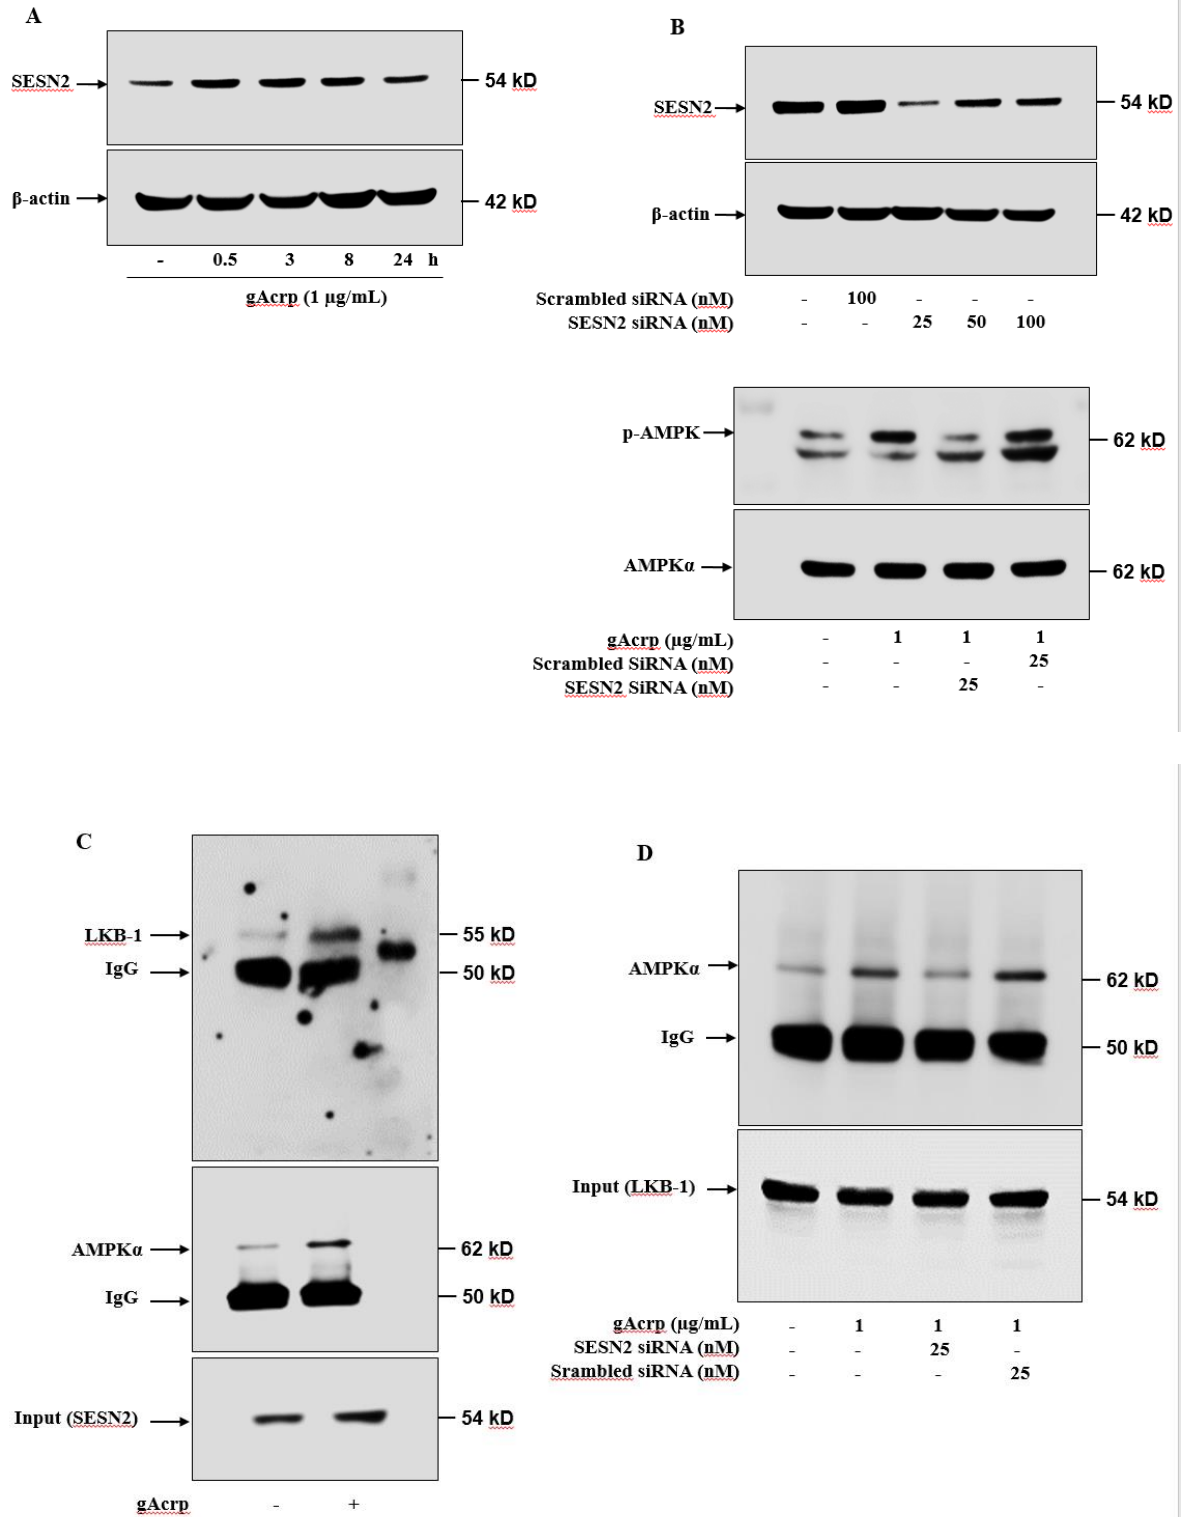 A
SESN2
54 kD
β-actin
42 kD
- 0.5 3 8 24 h
gAcrp (1 µg/mL)
B
SESN2
54 kD
β-actin
42 kD
Scrambled siRNA (nM) - 100 - - -
SESN2 siRNA (nM) - - 25 50 100
p-AMPK
62 kD
AMPKα
62 kD
gAcrp (µg/mL) - 1 1 1
Scrambled SiRNA (nM) - - - 25
SESN2 SiRNA (nM) - - 25 -
C
LKB-1
55 kD
IgG
50 kD
AMPKα
62 kD
IgG
50 kD
Input (SESN2)
54 kD
gAcrp - +
D
AMPKα
62 kD
IgG
50 kD
Input (LKB-1)
54 kD
gAcrp (µg/mL) - 1 1 1
SESN2 siRNA (nM) - - 25 -
Srambled siRNA (nM) - - - 25